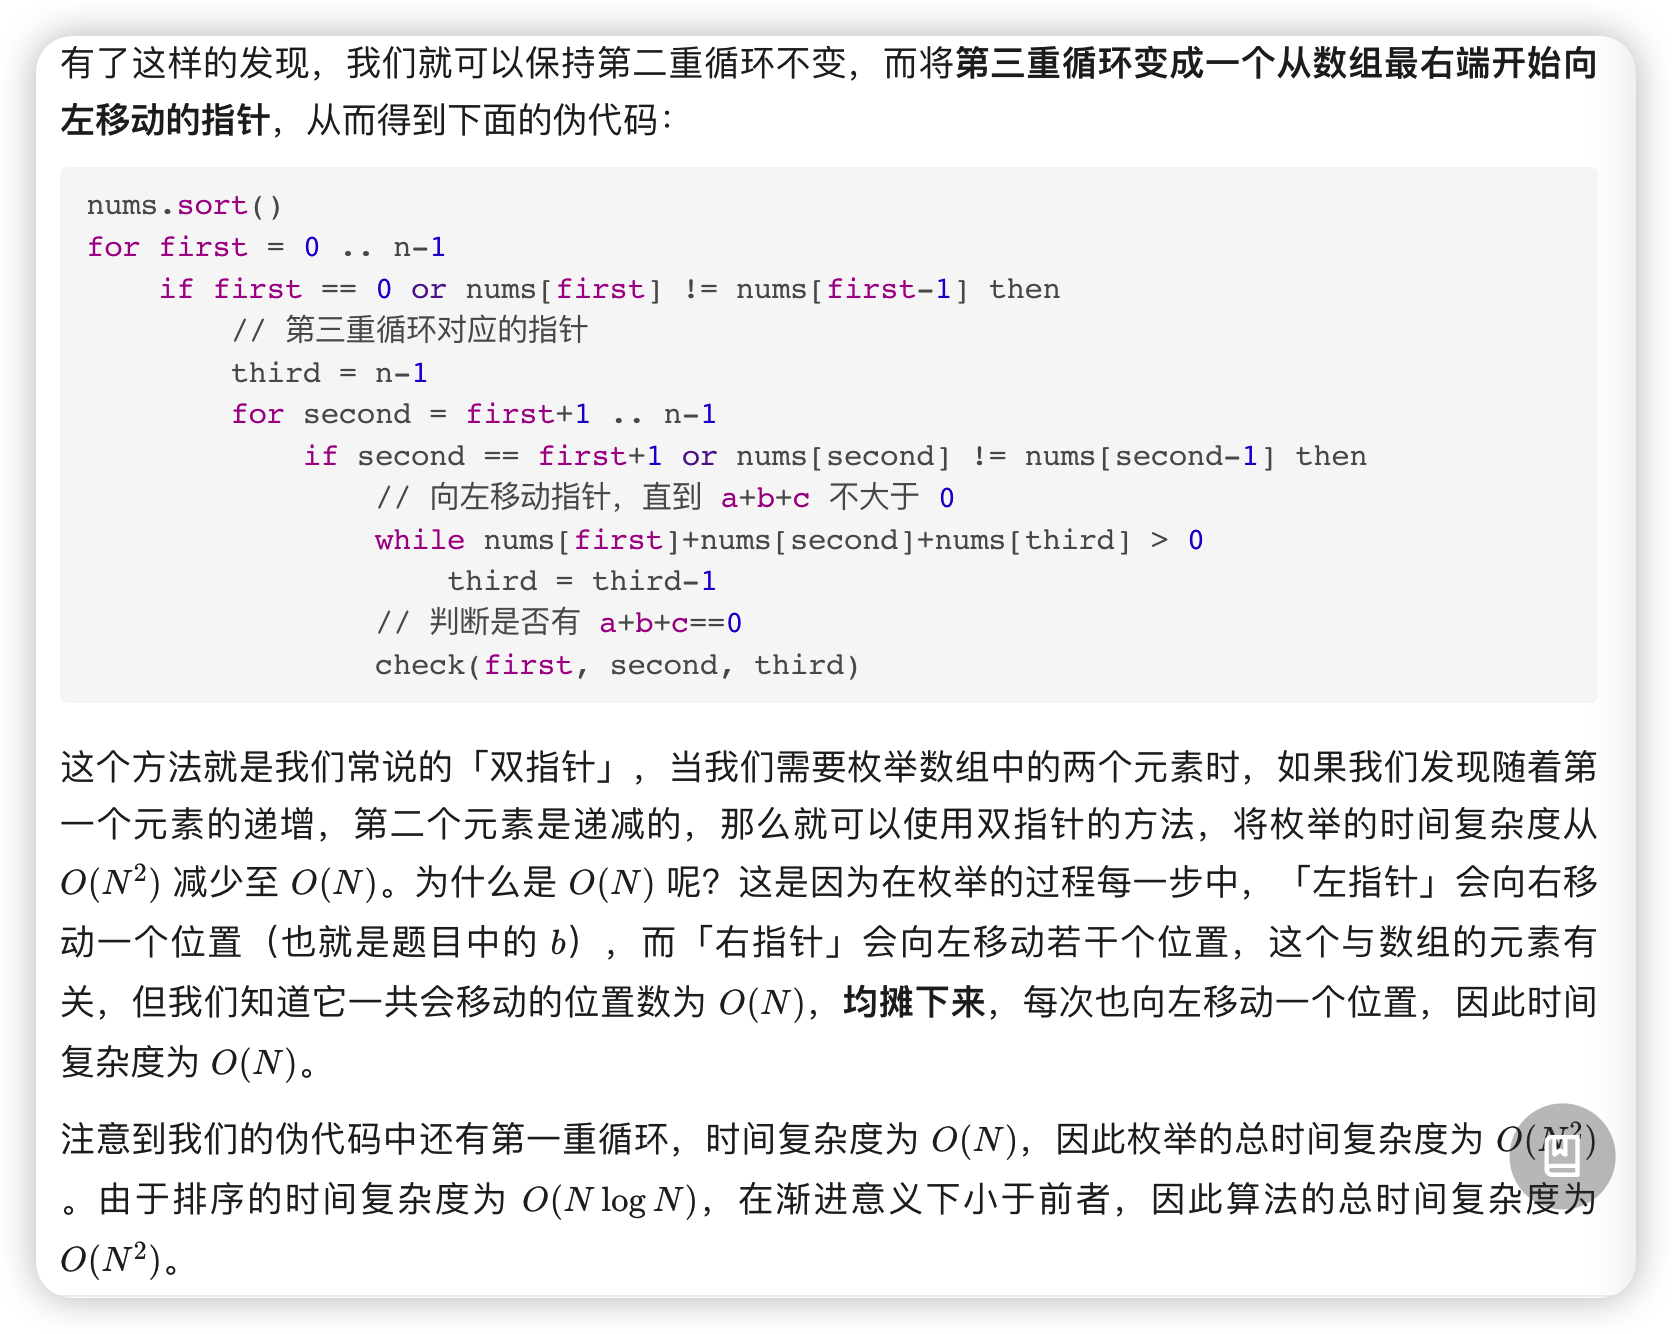 有了这样的发现，我们就可以保持第二重循环不变，而将第三重循环变成一个从数组最右端开始向
左移动的指针，从而得到下面的伪代码：
nums.sort()
for first = 0 .. n-1
    if first == 0 or nums[first] != nums[first-1] then
        // 第三重循环对应的指针
        third = n-1
        for second = first+1 .. n-1
            if second == first+1 or nums[second] != nums[second-1] then
                // 向左移动指针，直到 a+b+c 不大于 0
                while nums[first]+nums[second]+nums[third] > 0
                    third = third-1
                // 判断是否有 a+b+c==0
                check(first, second, third)
这个方法就是我们常说的「双指针」，当我们需要枚举数组中的两个元素时，如果我们发现随着第
一个元素的递增，第二个元素是递减的，那么就可以使用双指针的方法，将枚举的时间复杂度从
O(N²) 减少至 O(N)。为什么是 O(N) 呢？这是因为在枚举的过程每一步中，「左指针」会向右移
动一个位置（也就是题目中的 b），而「右指针」会向左移动若干个位置，这个与数组的元素有
关，但我们知道它一共会移动的位置数为 O(N)，均摊下来，每次也向左移动一个位置，因此时间
复杂度为 O(N)。
注意到我们的伪代码中还有第一重循环，时间复杂度为 O(N)，因此枚举的总时间复杂度为 O(N²)
。由于排序的时间复杂度为 O(N log N)，在渐进意义下小于前者，因此算法的总时间复杂度为
O(N²)。